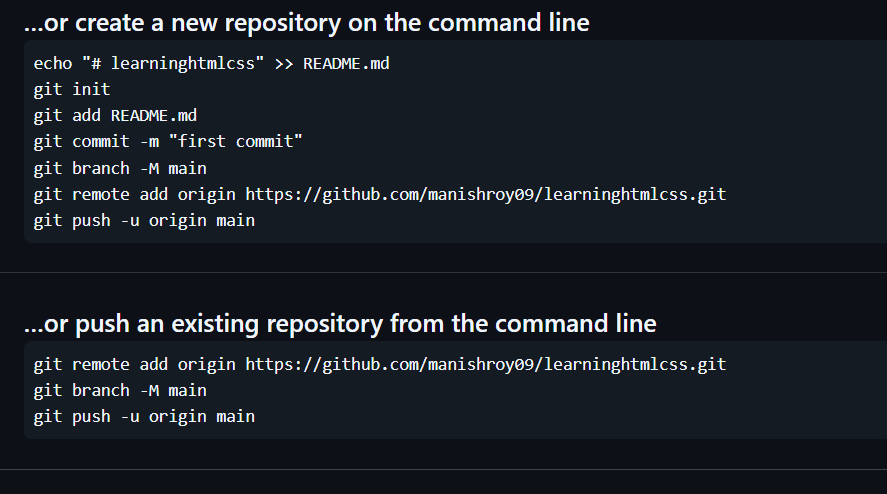 ...or create a new repository on the command line
echo "# learninghtmlcss" >> README.md
git init
git add README.md
git commit -m "first commit"
git branch -M main
git remote add origin https://github.com/manishroy09/learninghtmlcss.git
git push -u origin main
...or push an existing repository from the command line
git remote add origin https://github.com/manishroy09/learninghtmlcss.git
git branch -M main
git push -u origin main